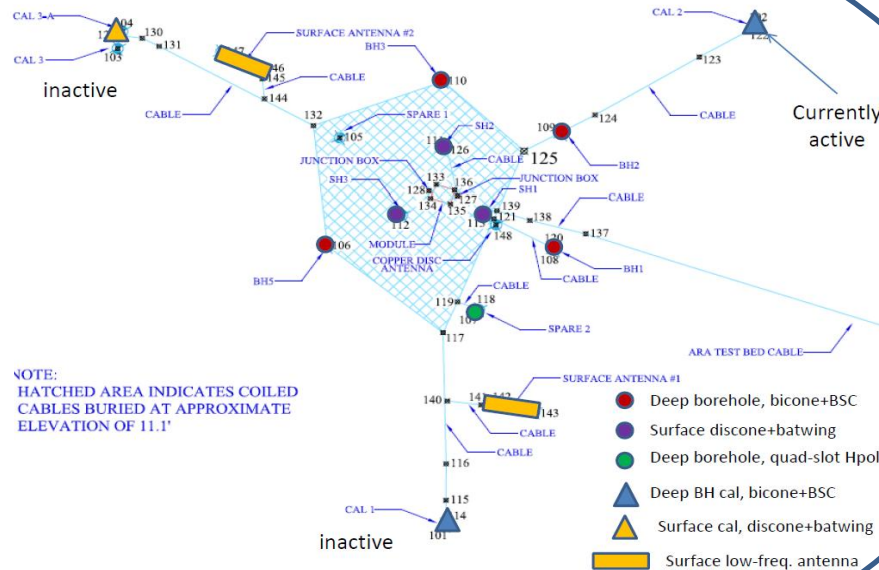 CAL 3-A
104
130
131
CAL 3
103
inactive
SURFACE ANTENNA #2
47
46
145
CABLE
144
CABLE
132
BH3
110
SPARE 1
105
SH2
126
CABLE
JUNCTION BOX
133
136
JUNCTION BOX
128
127
134
135
SH3
SH1
112
MODULE
COPPER DISC
ANTENNA
139
121
138
148
CABLE
137
120
108
CABLE
BH1
106
BH5
CAL 2
122
123
124
CABLE
Currently
active
109
125
BH2
CABLE
119
118
SPARE 2
117
ARA TEST BED CABLE
NOTE:
HATCHED AREA INDICATES COILED
CABLES BURIED AT APPROXIMATE
ELEVATION OF 11.1'
SURFACE ANTENNA #1
140
141
143
CABLE
CABLE
116
115
CAL 1
14
101
inactive
Deep borehole, bicone+BSC
Surface discone+batwing
Deep borehole, quad-slot Hpol
Deep BH cal, bicone+BSC
Surface cal, discone+batwing
Surface low-freq. antenna